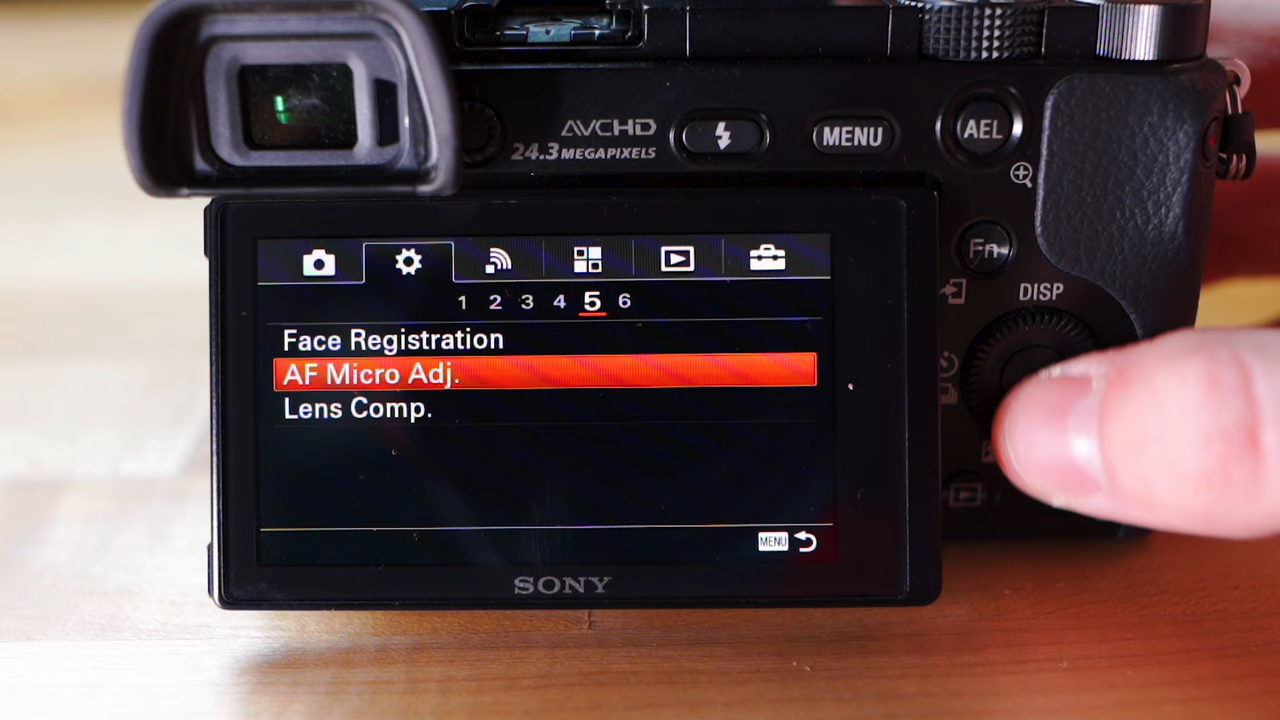 AVCHD
24.3 MEGAPIXELS
MENU
AEL
Fn
DISP
1 2 3 4 5 6
Face Registration
AF Micro Adj.
Lens Comp.
MENU
SONY